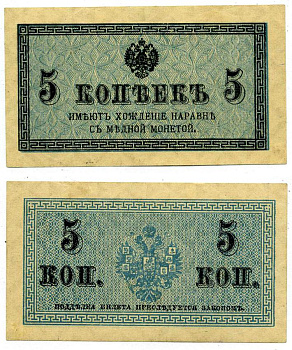 5 КОПѢЕКЪ 5
ИМѢЮТЪ ХОЖДЕНІЕ НАРАВНѢ
СЪ МѢДНОЙ МОНЕТОЙ.
5 5
КОП. КОП.
ПОДДѢЛКА БИЛЕТА ПРЕСЛѢДУЕТСЯ ЗАКОНОМЪ.